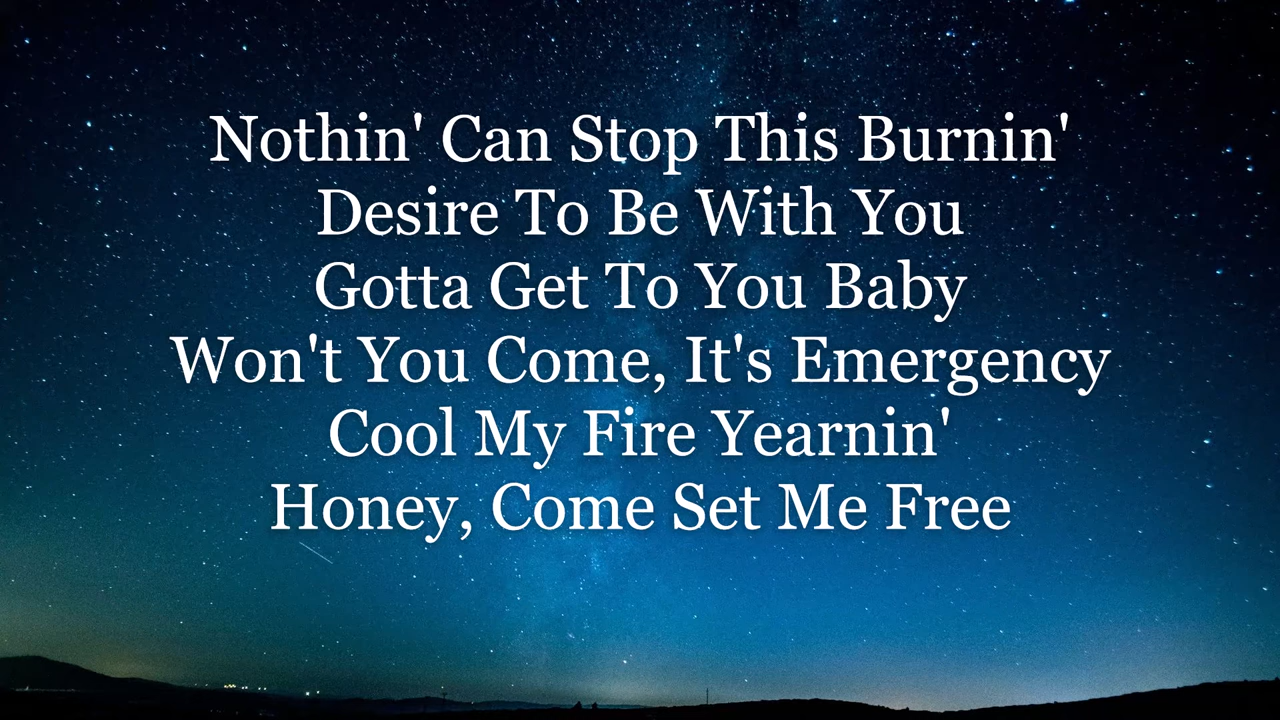 Nothin' Can Stop This Burnin'
Desire To Be With You
Gotta Get To You Baby
Won't You Come, It's Emergency
Cool My Fire Yearnin'
Honey, Come Set Me Free